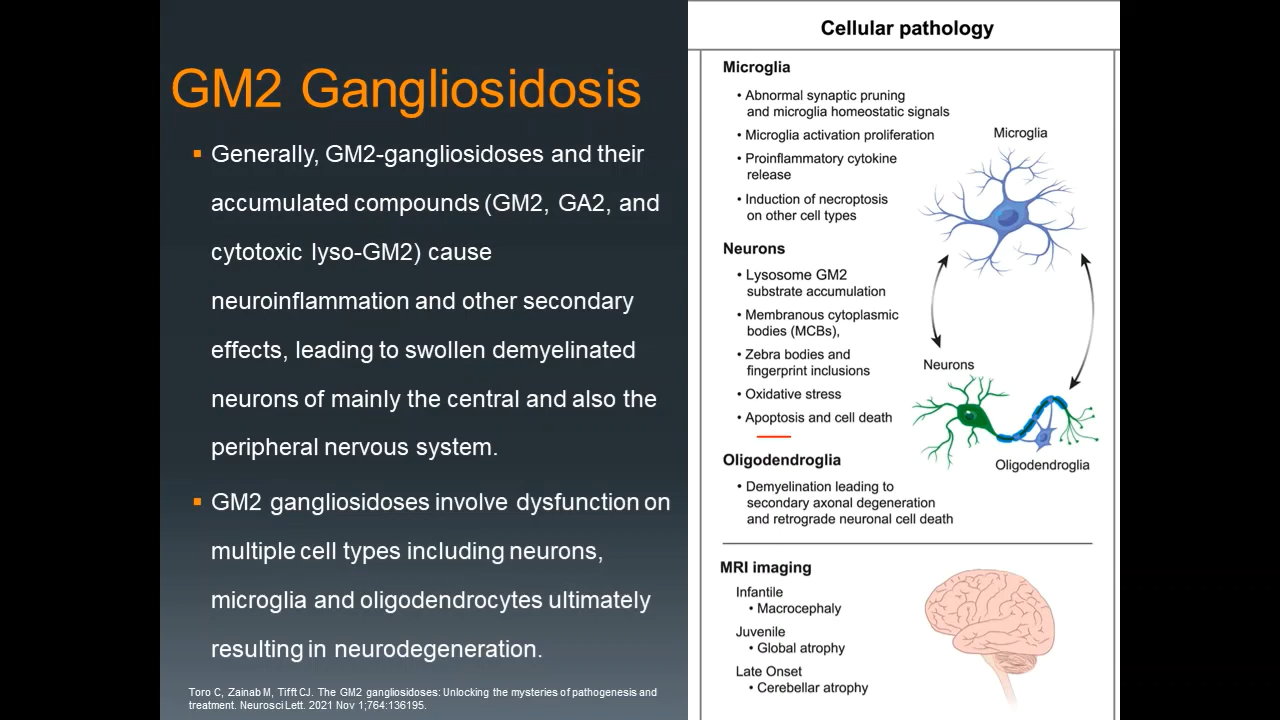 GM2 Gangliosidosis
▪ Generally, GM2-gangliosidoses and their
accumulated compounds (GM2, GA2, and
cytotoxic lyso-GM2) cause
neuroinflammation and other secondary
effects, leading to swollen demyelinated
neurons of mainly the central and also the
peripheral nervous system.
▪ GM2 gangliosidoses involve dysfunction on
multiple cell types including neurons,
microglia and oligodendrocytes ultimately
resulting in neurodegeneration.
Toro C, Zainab M, Tifft CJ. The GM2 gangliosidoses: Unlocking the mysteries of pathogenesis and
treatment. Neurosci Lett. 2021 Nov 1;764:136195.
Cellular pathology
Microglia
• Abnormal synaptic pruning
and microglia homeostatic signals
• Microglia activation proliferation
• Proinflammatory cytokine
release
• Induction of necroptosis
on other cell types
Neurons
• Lysosome GM2
substrate accumulation
• Membranous cytoplasmic
bodies (MCBs),
• Zebra bodies and
fingerprint inclusions
• Oxidative stress
• Apoptosis and cell death
Oligodendroglia
• Demyelination leading to
secondary axonal degeneration
and retrograde neuronal cell death
Microglia
Neurons
Oligodendroglia
MRI imaging
Infantile
• Macrocephaly
Juvenile
• Global atrophy
Late Onset
• Cerebellar atrophy